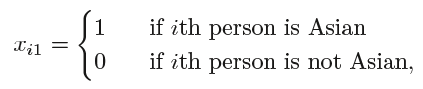 x_{i1} = { 1 if ith person is Asian
0 if ith person is not Asian,